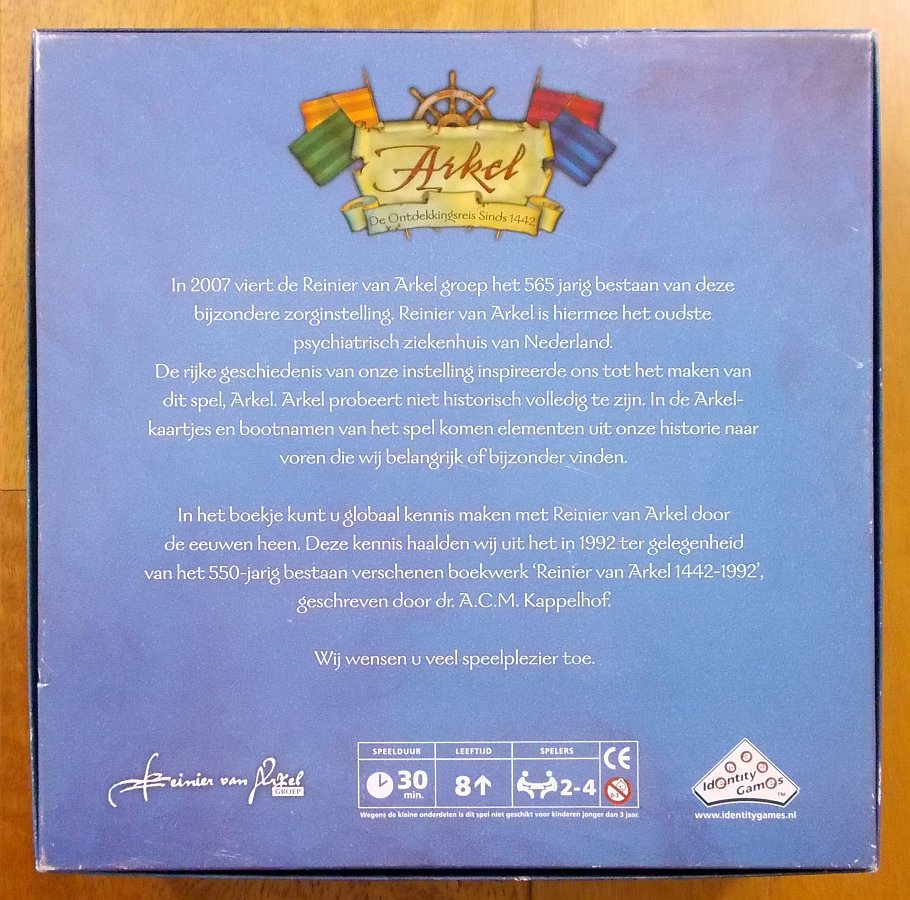 Arkel
De Ontdekkingsreis Sinds 1442
In 2007 viert de Reinier van Arkel groep het 565 jarig bestaan van deze
bijzondere zorginstelling. Reinier van Arkel is hiermee het oudste
psychiatrisch ziekenhuis van Nederland.
De rijke geschiedenis van onze instelling inspireerde ons tot het maken van
dit spel, Arkel. Arkel probeert niet historisch volledig te zijn. In de Arkel-
kaartjes en bootnamen van het spel komen elementen uit onze historie naar
voren die wij belangrijk of bijzonder vinden.
In het boekje kunt u globaal kennis maken met Reinier van Arkel door
de eeuwen heen. Deze kennis haalden wij uit het in 1992 ter gelegenheid
van het 550-jarig bestaan verschenen boekwerk ‘Reinier van Arkel 1442-1992’,
geschreven door dr. A.C.M. Kappelhof.
Wij wensen u veel speelplezier toe.
Reinier van Arkel
GROEP
SPEELDUUR LEEFTIJD SPELERS CE
30 min. 8↑ 2-4 0-3
Wegens de kleine onderdelen is dit spel niet geschikt voor kinderen jonger dan 3 jaar.
Identity Games TM
www.identitygames.nl